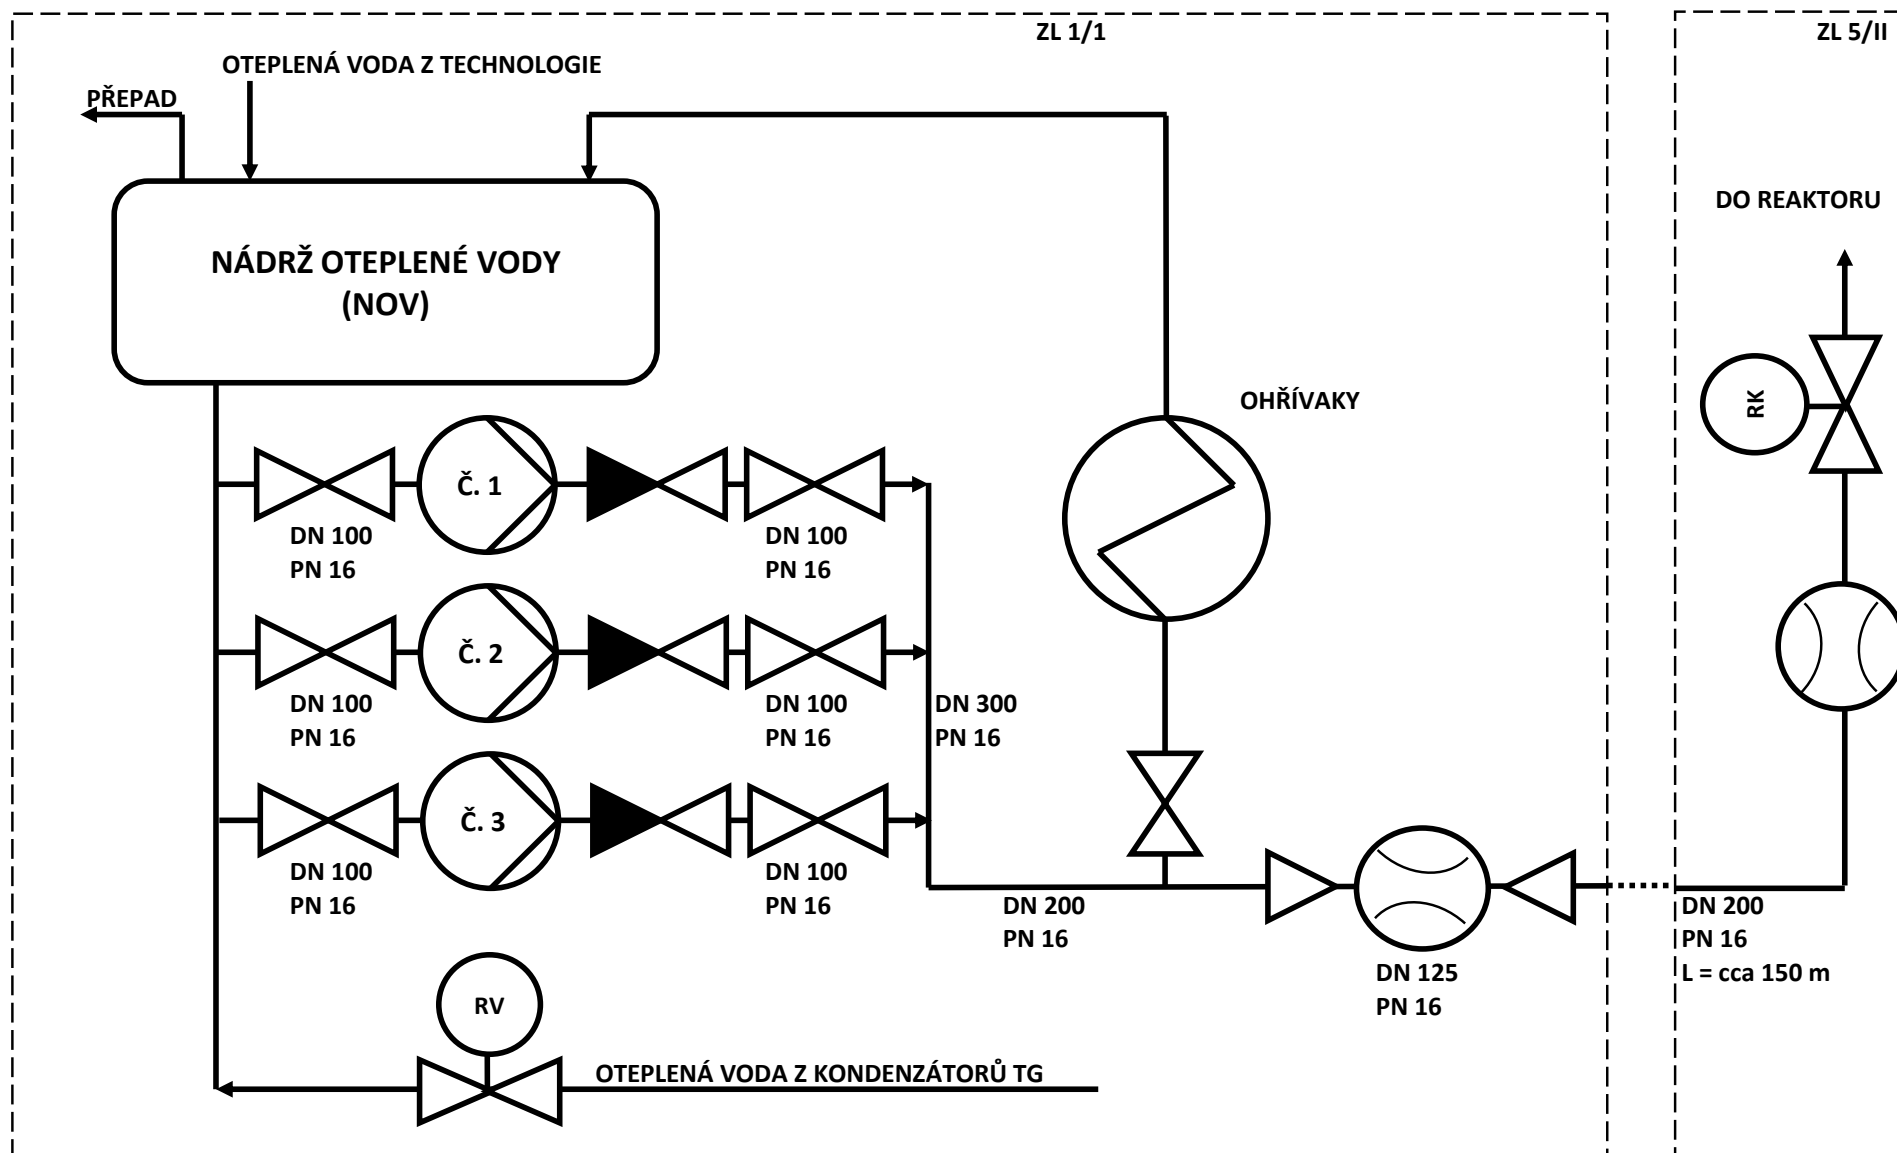 ZL 1/1
ZL 5/II
OTEPLENÁ VODA Z TECHNOLOGIE
PŘEPAD
DO REAKTORU
NÁDRŽ OTEPLENÉ VODY
(NOV)
OHŘÍVAKY
RK
Č. 1
DN 100
PN 16
DN 100
PN 16
Č. 2
DN 100
PN 16
DN 100
PN 16
DN 300
PN 16
Č. 3
DN 100
PN 16
DN 100
PN 16
DN 200
PN 16
DN 125
PN 16
DN 200
PN 16
L = cca 150 m
RV
OTEPLENÁ VODA Z KONDENZÁTORŮ TG